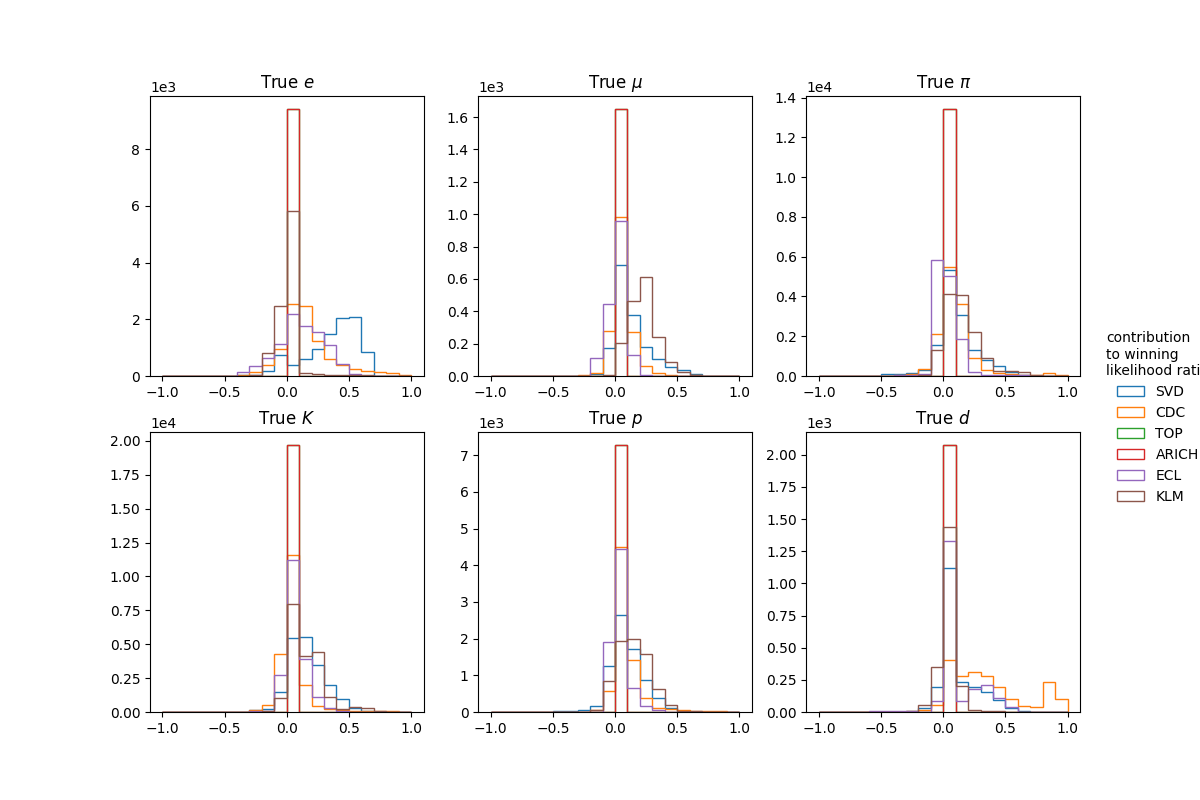 True e
1e3
8
6
4
2
0
−1.0 −0.5 0.0 0.5 1.0
True μ
1e3
1.6
1.4
1.2
1.0
0.8
0.6
0.4
0.2
0.0
−1.0 −0.5 0.0 0.5 1.0
True π
1e4
1.4
1.2
1.0
0.8
0.6
0.4
0.2
0.0
−1.0 −0.5 0.0 0.5 1.0
True K
1e4
2.00
1.75
1.50
1.25
1.00
0.75
0.50
0.25
0.00
−1.0 −0.5 0.0 0.5 1.0
True p
1e3
7
6
5
4
3
2
1
0
−1.0 −0.5 0.0 0.5 1.0
True d
1e3
2.00
1.75
1.50
1.25
1.00
0.75
0.50
0.25
0.00
−1.0 −0.5 0.0 0.5 1.0
contribution
to winning
likelihood rati
SVD
CDC
TOP
ARICH
ECL
KLM